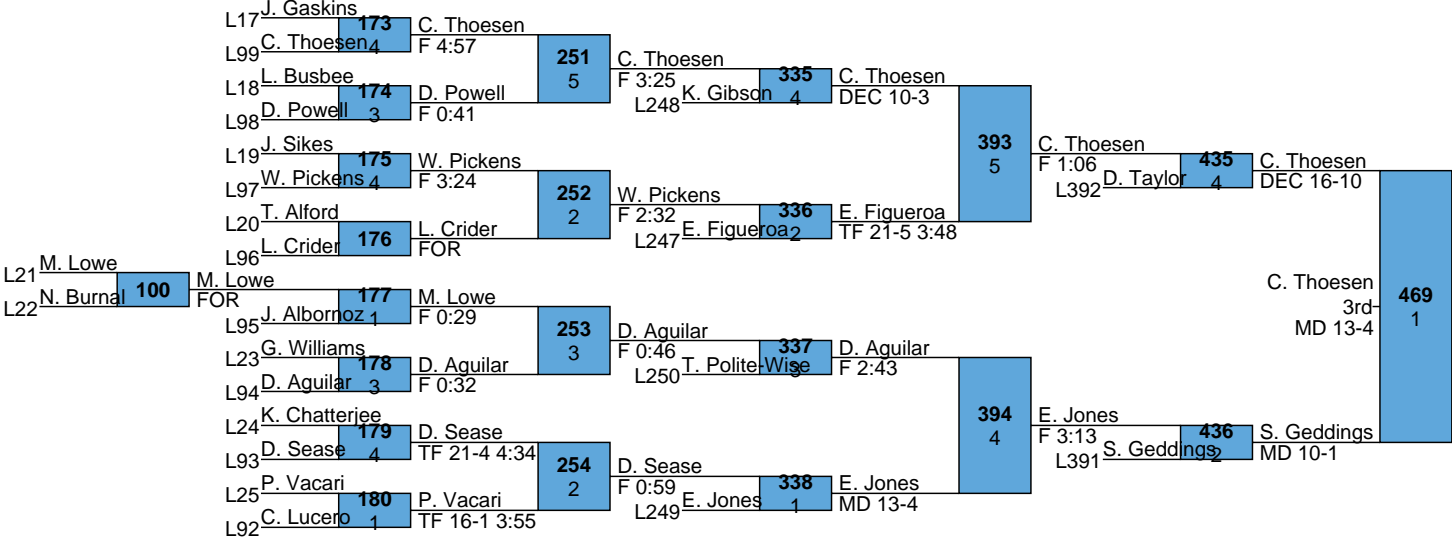 L17 J. Gaskins
173
4
L99 C. Thoesen
C. Thoesen
F 4:57
L18 L. Busbee
174
3
L98 D. Powell
D. Powell
F 0:41
251
5
C. Thoesen
F 3:25
L248 K. Gibson
335
4
C. Thoesen
DEC 10-3
L19 J. Sikes
175
4
L97 W. Pickens
W. Pickens
F 3:24
L20 T. Alford
176
L96 L. Crider
L. Crider
FOR
252
2
W. Pickens
F 2:32
L247 E. Figueroa
336
2
E. Figueroa
TF 21-5 3:48
393
5
C. Thoesen
F 1:06
L392 D. Taylor
435
4
C. Thoesen
DEC 16-10
L21 M. Lowe
100
L22 N. Burnal
M. Lowe
FOR
177
1
L95 J. Albornoz
M. Lowe
F 0:29
L23 G. Williams
178
3
L94 D. Aguilar
D. Aguilar
F 0:32
253
3
D. Aguilar
F 0:46
L250 T. Polite-Wise
337
3
D. Aguilar
F 2:43
L24 K. Chatterjee
179
4
L93 D. Sease
D. Sease
TF 21-4 4:34
L25 P. Vacari
180
1
L92 C. Lucero
P. Vacari
TF 16-1 3:55
254
2
D. Sease
F 0:59
L249 E. Jones
338
1
E. Jones
MD 13-4
394
4
E. Jones
F 3:13
L391 S. Geddings
436
2
S. Geddings
MD 10-1
469
1
C. Thoesen
3rd
MD 13-4